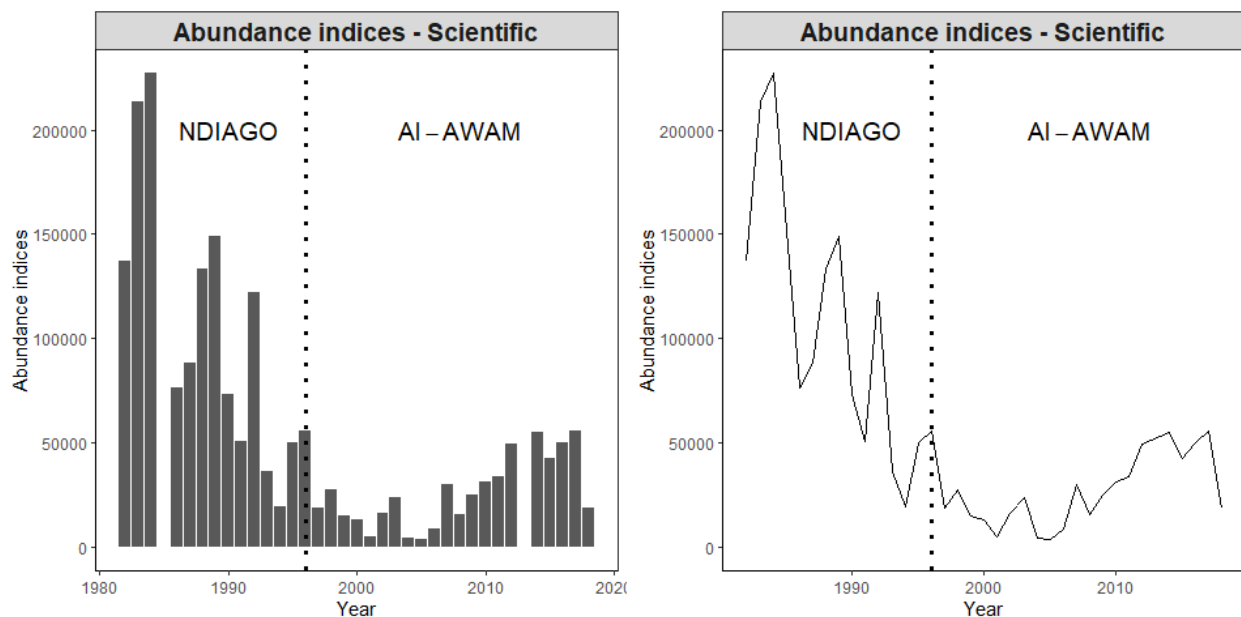 Abundance indices - Scientific
Abundance indices
200000
150000
100000
50000
0
NDIAGO
AI – AWAM
1980
1990
2000
2010
2020
Year
Abundance indices - Scientific
Abundance indices
200000
150000
100000
50000
0
NDIAGO
AI – AWAM
1990
2000
2010
Year